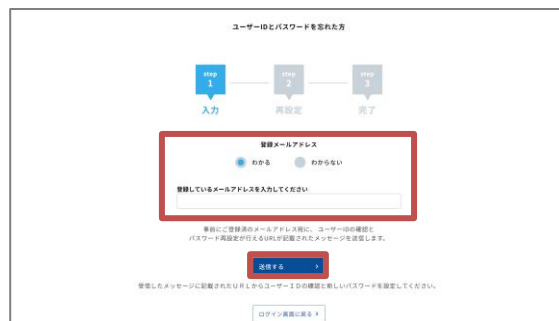 ユーザーIDとパスワードを忘れた方
step
1
step
2
step
3
入力
再設定
完了
登録メールアドレス
わかる
わからない
登録しているメールアドレスを入力してください
事前にご登録済のメールアドレス宛に、ユーザーIDの確認と
パスワード再設定が行えるURLが記載されたメッセージを送信します。
送信する
受信したメッセージに記載されたURLからユーザーIDの確認と新しいパスワードを設定してください。
ログイン画面に戻る